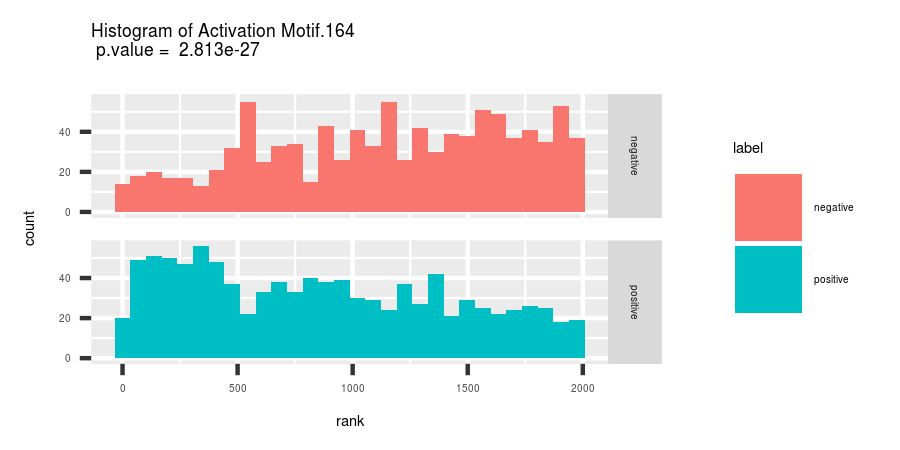 Histogram of Activation Motif.164
p.value =  2.813e-27
count
40
20
0
negative
40
20
0
positive
0
500
1000
1500
2000
rank
label
negative
positive